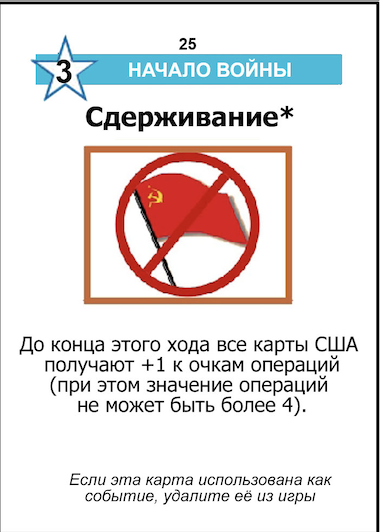 25
3 НАЧАЛО ВОЙНЫ
Сдерживание*
До конца этого хода все карты США
получают +1 к очкам операций
(при этом значение операций
не может быть более 4).
Если эта карта использована как
событие, удалите её из игры